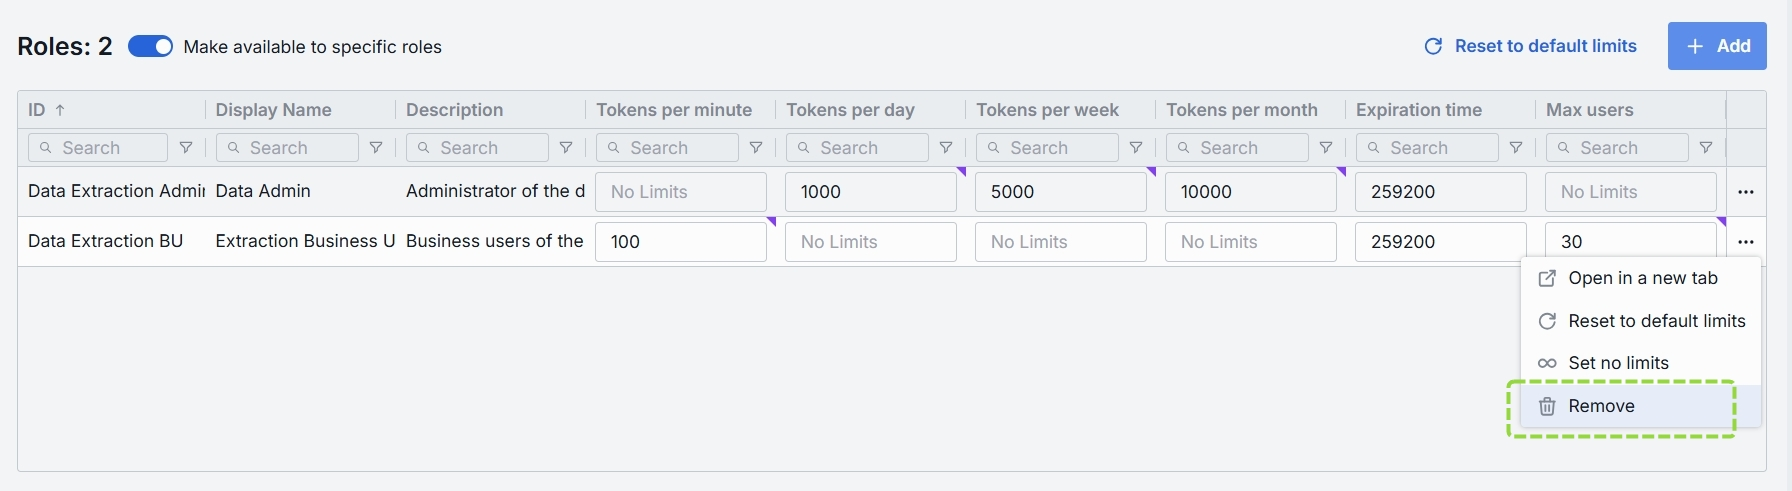 Roles: 2 Make available to specific roles Reset to default limits Add
ID Display Name Description Tokens per minute Tokens per day Tokens per week Tokens per month Expiration time Max users
Search Search Search Search Search Search Search Search Search
Data Extraction Admin Data Admin Administrator of the d No Limits 1000 5000 10000 259200 No Limits
Data Extraction BU Extraction Business U Business users of the 100 No Limits No Limits No Limits 259200 30
Open in a new tab
Reset to default limits
Set no limits
Remove